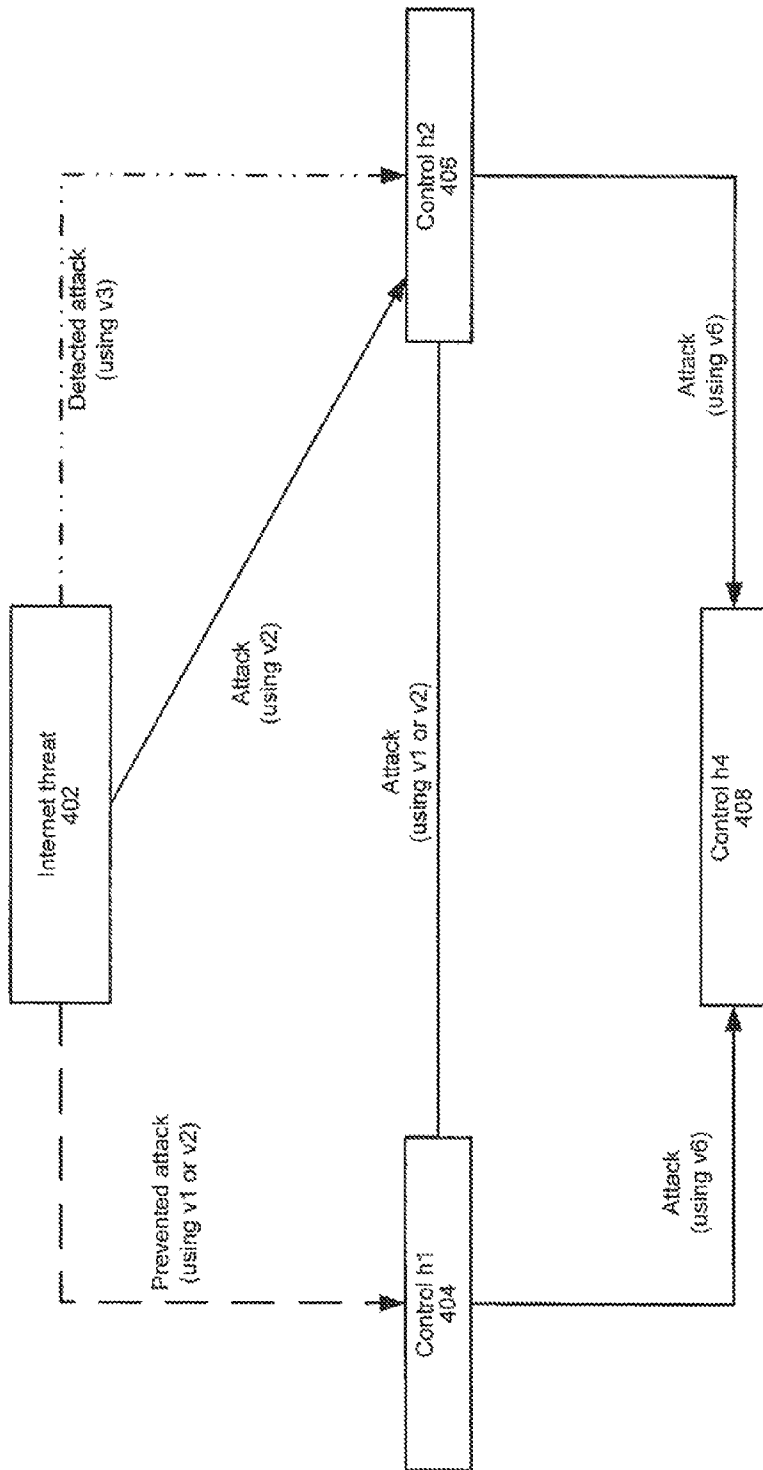 Internet threat
402
Prevented attack
(using v1 or v2)
Detected attack
(using v3)
Attack
(using v2)
Control h1
404
Attack
(using v1 or v2)
Control h2
406
Attack
(using v6)
Attack
(using v6)
Control h4
408